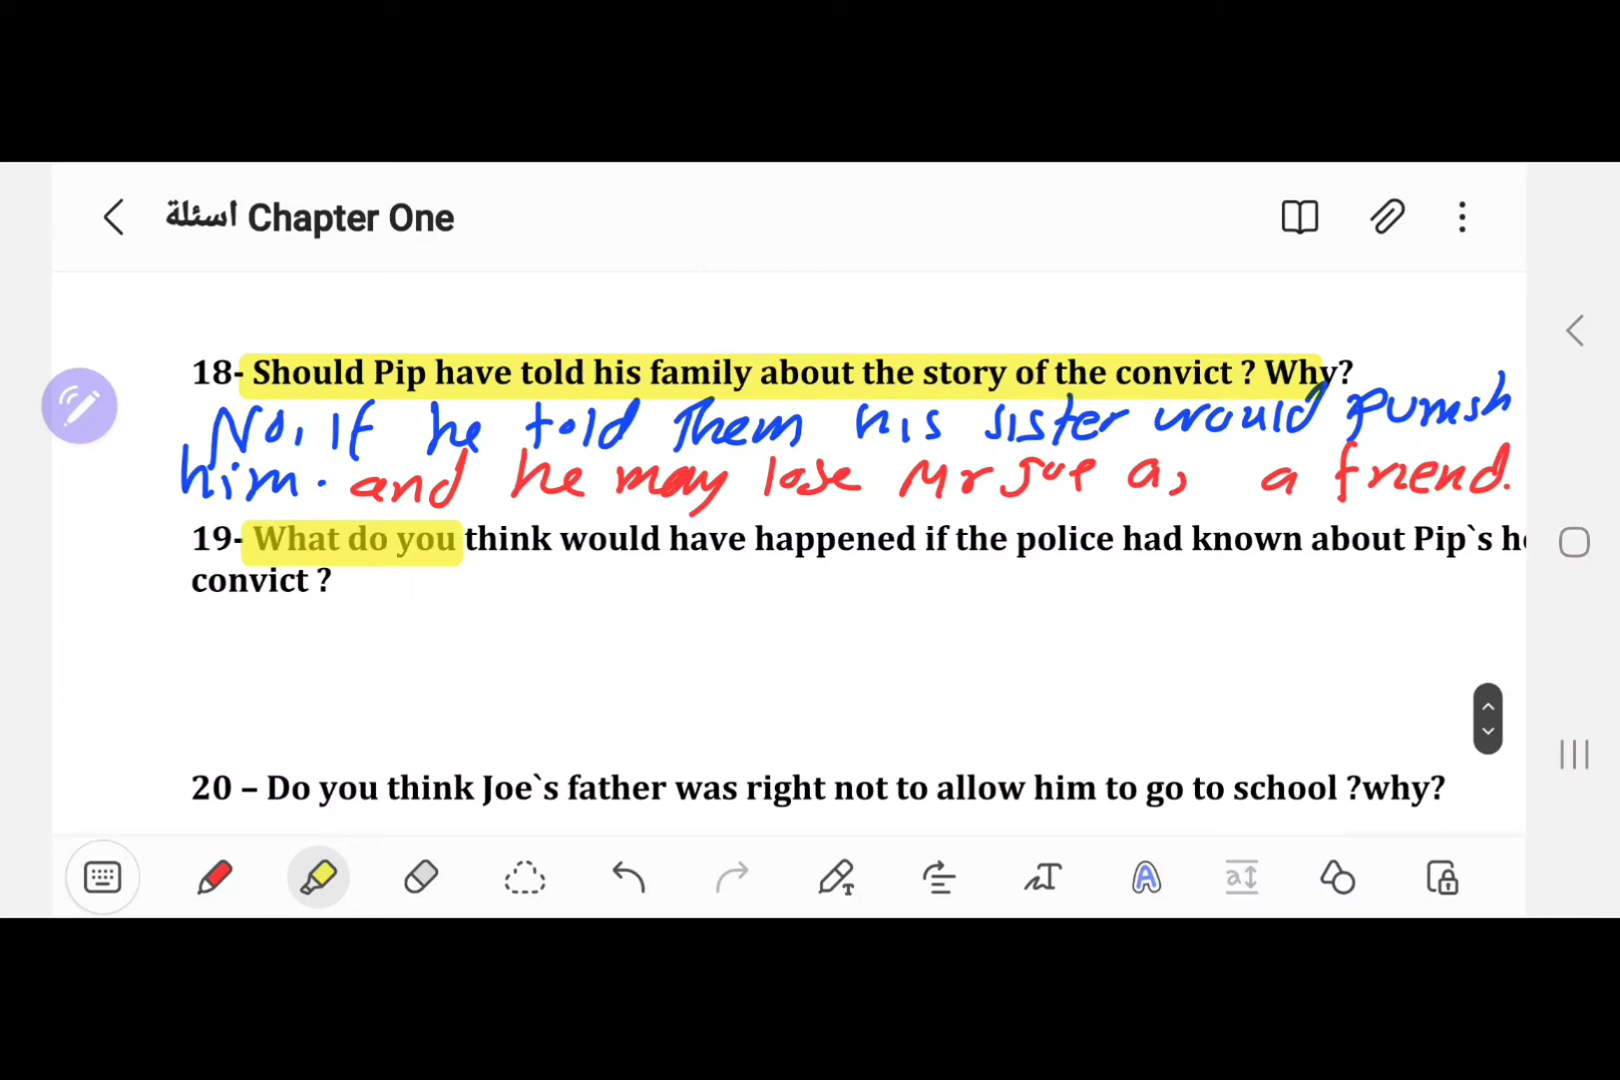 اسئلة Chapter One
18- Should Pip have told his family about the story of the convict ? Why?
No, If he told Them his sister would punish
him. and he may lose Mr Joe as a friend.
19- What do you think would have happened if the police had known about Pip`s he
convict ?
20 – Do you think Joe`s father was right not to allow him to go to school ?why?